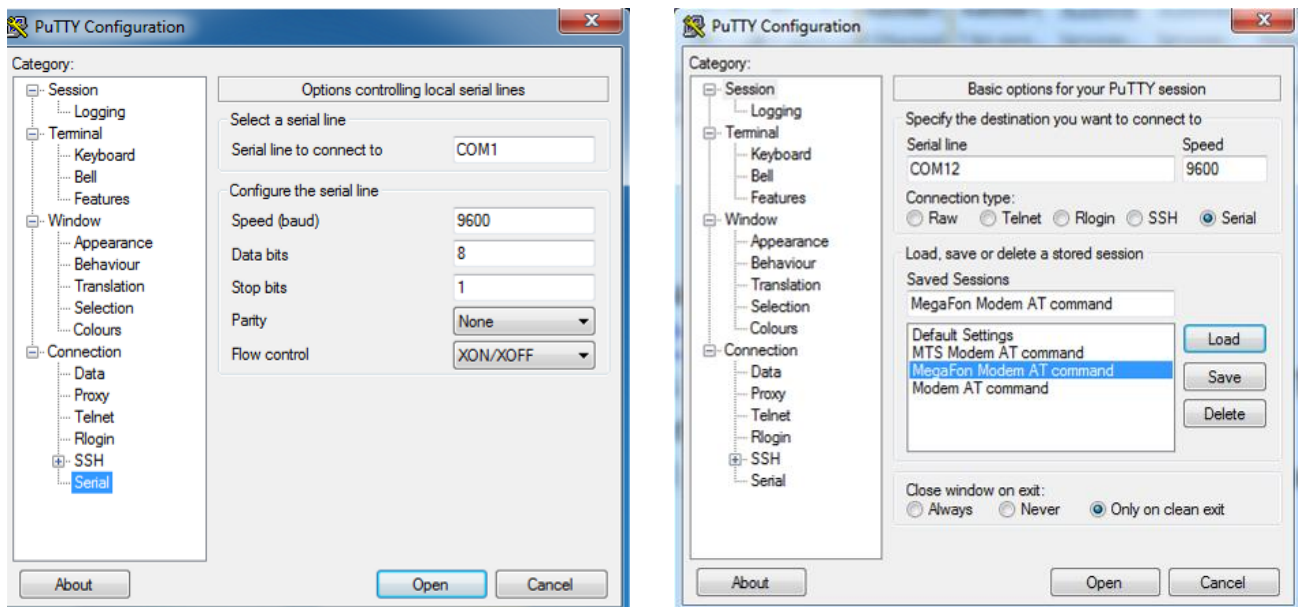 PuTTY Configuration
Category:
Session
Logging
Terminal
Keyboard
Bell
Features
Window
Appearance
Behaviour
Translation
Selection
Colours
Connection
Data
Proxy
Telnet
Rlogin
SSH
Serial
Options controlling local serial lines
Select a serial line
Serial line to connect to COM1
Configure the serial line
Speed (baud) 9600
Data bits 8
Stop bits 1
Parity None
Flow control XON/XOFF
About Open Cancel
PuTTY Configuration
Category:
Session
Logging
Terminal
Keyboard
Bell
Features
Window
Appearance
Behaviour
Translation
Selection
Colours
Connection
Data
Proxy
Telnet
Rlogin
SSH
Serial
Basic options for your PuTTY session
Specify the destination you want to connect to
Serial line Speed
COM12 9600
Connection type:
Raw Telnet Rlogin SSH Serial
Load, save or delete a stored session
Saved Sessions
MegaFon Modem AT command
Default Settings
MTS Modem AT command
MegaFon Modem AT command
Modem AT command
Load
Save
Delete
Close window on exit:
Always Never Only on clean exit
About Open Cancel